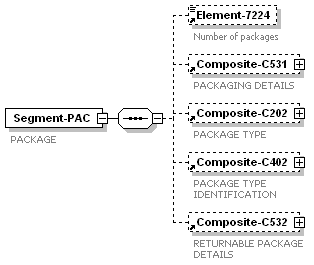 Element-7224
Number of packages
Composite-C531
PACKAGING DETAILS
Segment-PAC
PACKAGE
Composite-C202
PACKAGE TYPE
Composite-C402
PACKAGE TYPE
IDENTIFICATION
Composite-C532
RETURNABLE PACKAGE
DETAILS